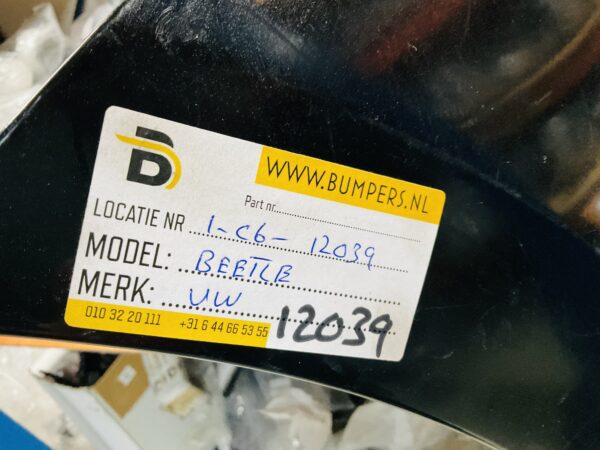 B
WWW.BUMPERS.NL
Part nr.
LOCATIE NR 1-C6- 12039
MODEL: BEETLE
MERK: VW
12039
010 32 20 111 +31 6 44 66 53 55